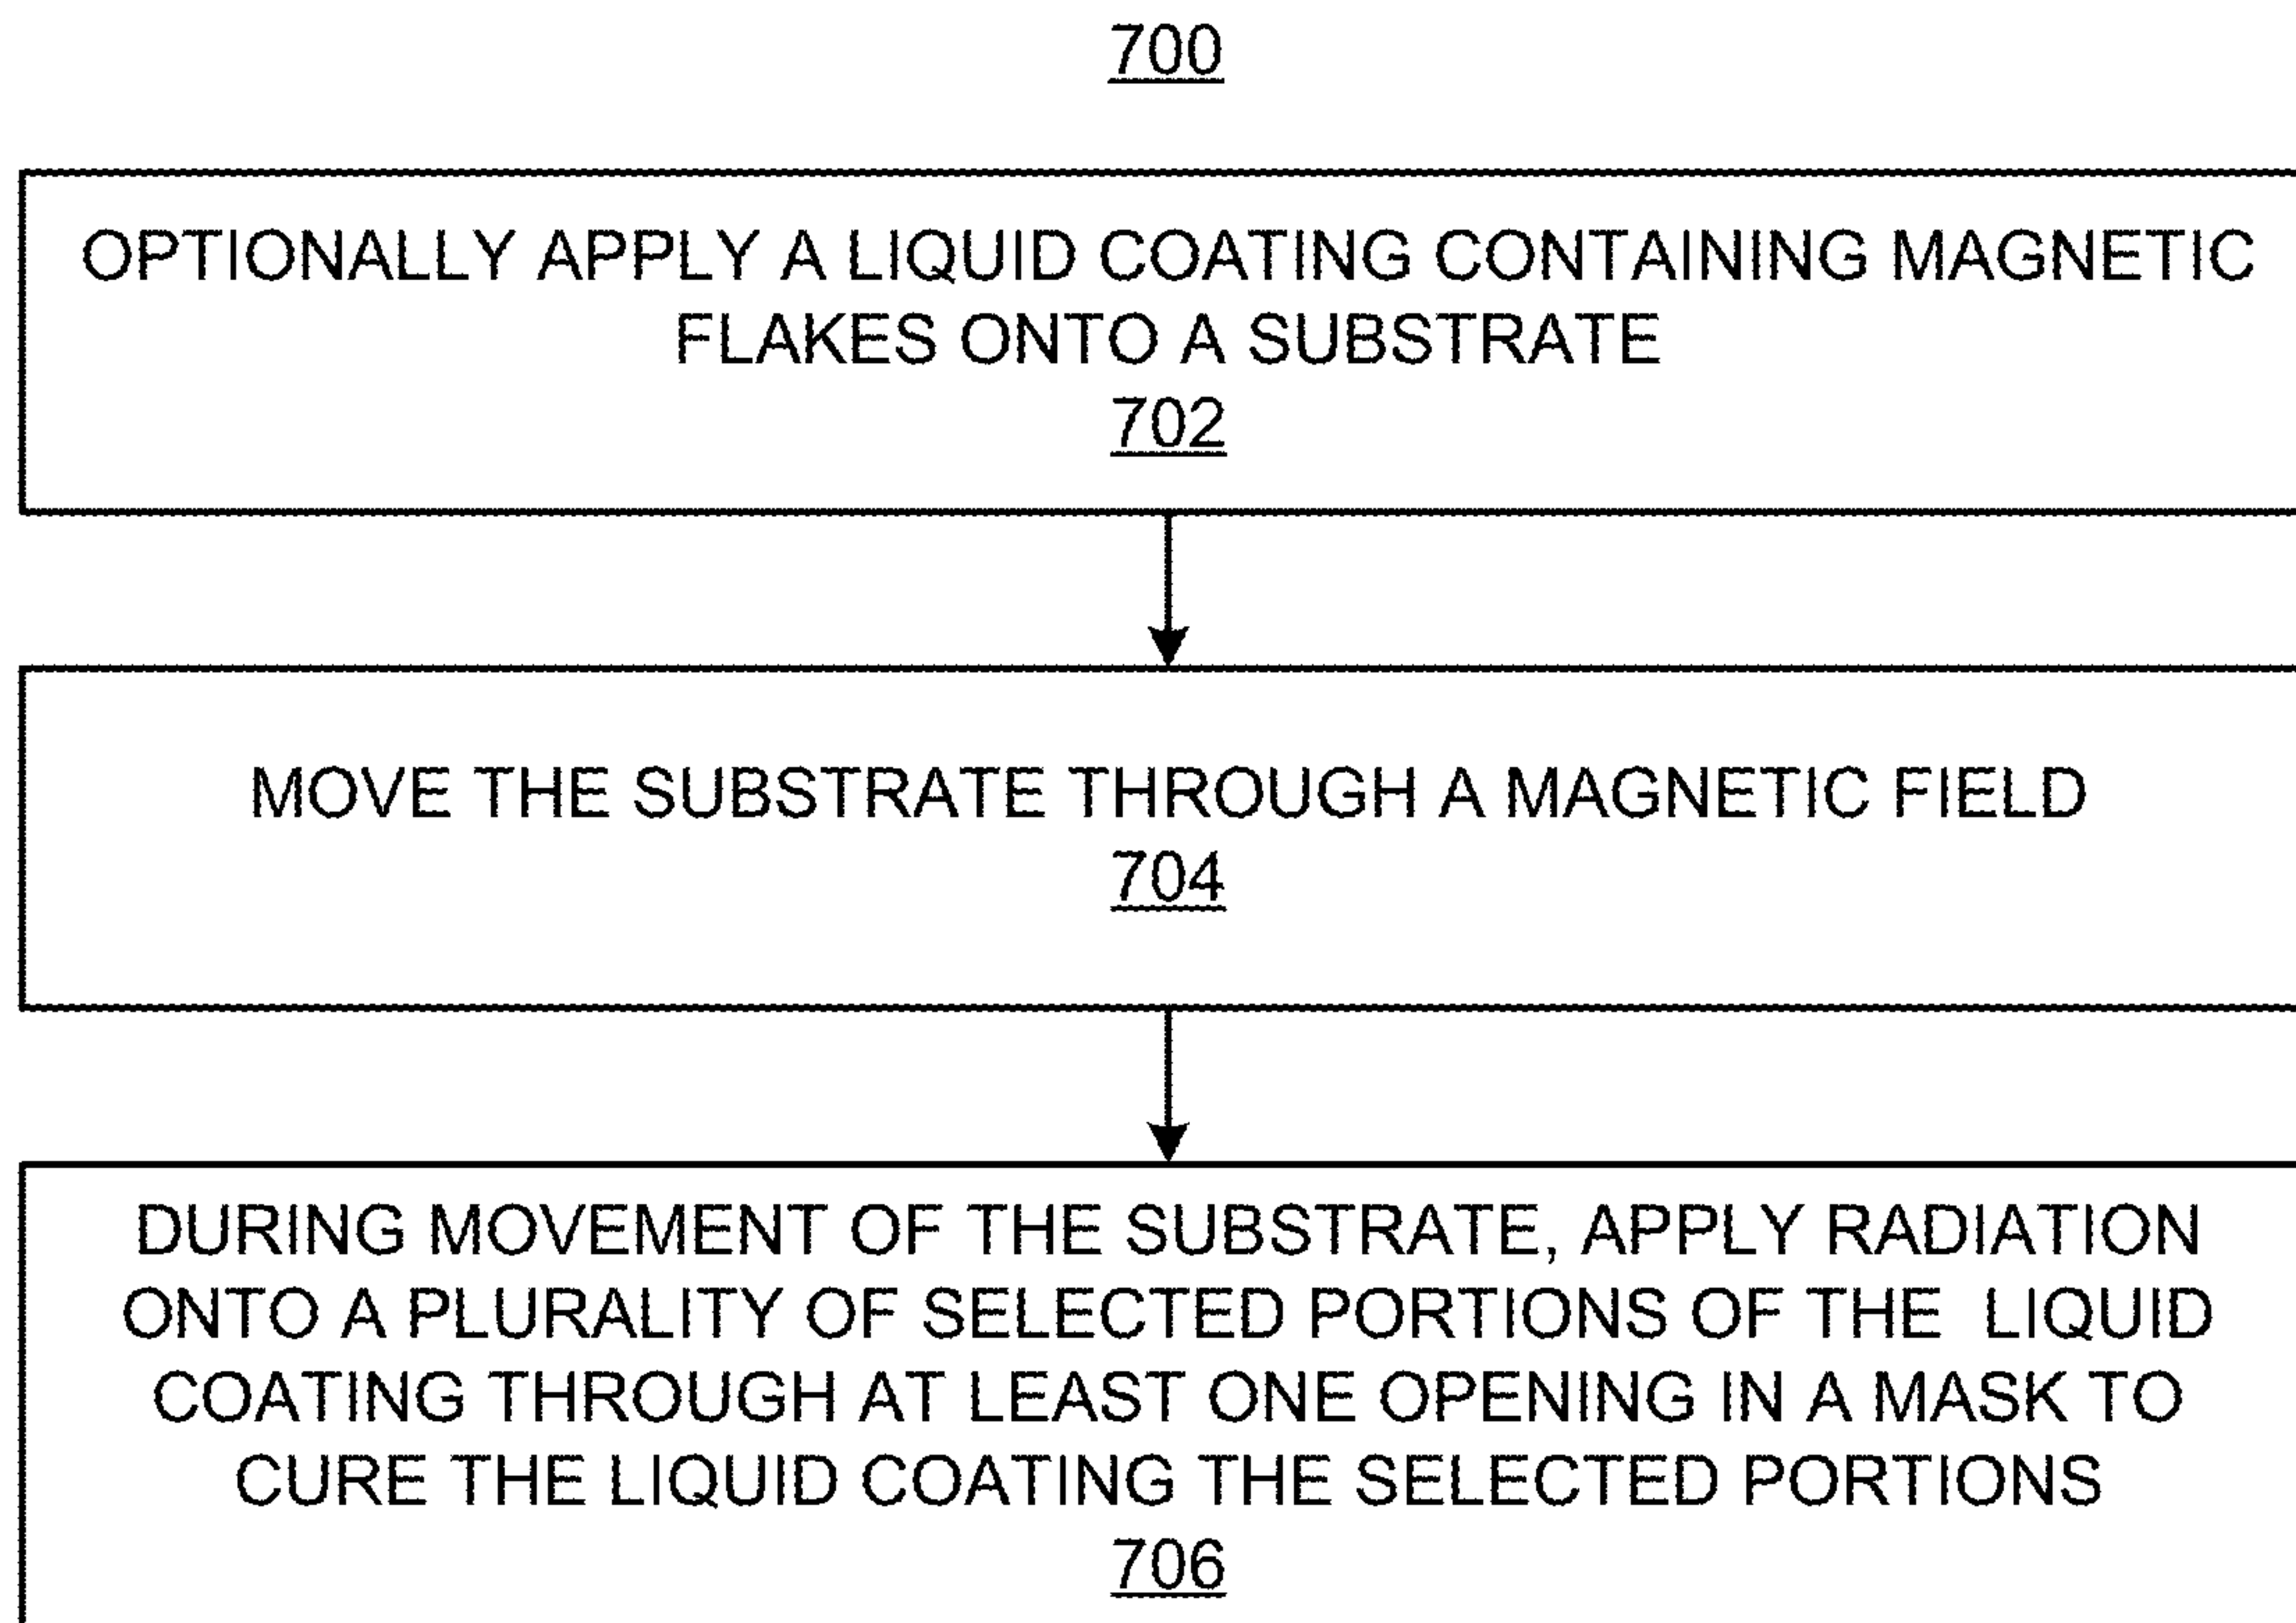 700
OPTIONALLY APPLY A LIQUID COATING CONTAINING MAGNETIC
FLAKES ONTO A SUBSTRATE
702
MOVE THE SUBSTRATE THROUGH A MAGNETIC FIELD
704
DURING MOVEMENT OF THE SUBSTRATE, APPLY RADIATION
ONTO A PLURALITY OF SELECTED PORTIONS OF THE LIQUID
COATING THROUGH AT LEAST ONE OPENING IN A MASK TO
CURE THE LIQUID COATING THE SELECTED PORTIONS
706